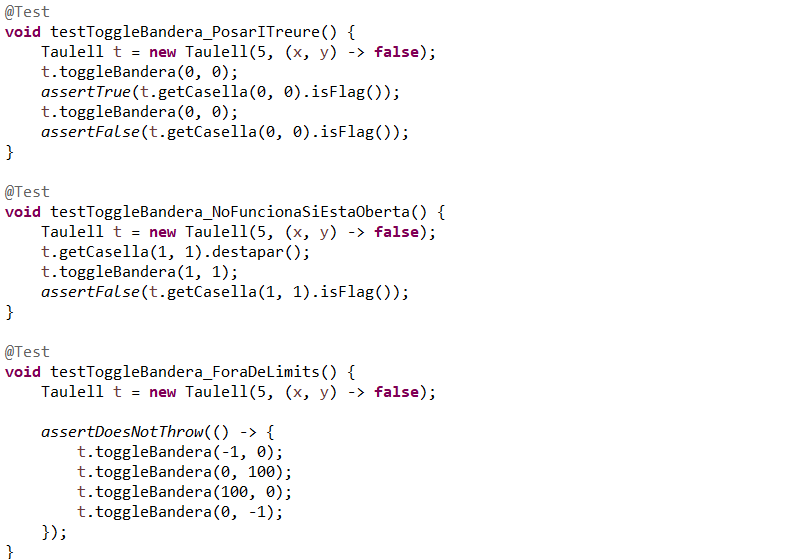 @Test
void testToggleBandera_PosarITreure() {
    Taulell t = new Taulell(5, (x, y) -> false);
    t.toggleBandera(0, 0);
    assertTrue(t.getCasella(0, 0).isFlag());
    t.toggleBandera(0, 0);
    assertFalse(t.getCasella(0, 0).isFlag());
}

@Test
void testToggleBandera_NoFuncionaSiEstaOberta() {
    Taulell t = new Taulell(5, (x, y) -> false);
    t.getCasella(1, 1).destapar();
    t.toggleBandera(1, 1);
    assertFalse(t.getCasella(1, 1).isFlag());
}

@Test
void testToggleBandera_ForaDeLimits() {
    Taulell t = new Taulell(5, (x, y) -> false);

    assertDoesNotThrow(() -> {
        t.toggleBandera(-1, 0);
        t.toggleBandera(0, 100);
        t.toggleBandera(100, 0);
        t.toggleBandera(0, -1);
    });
}